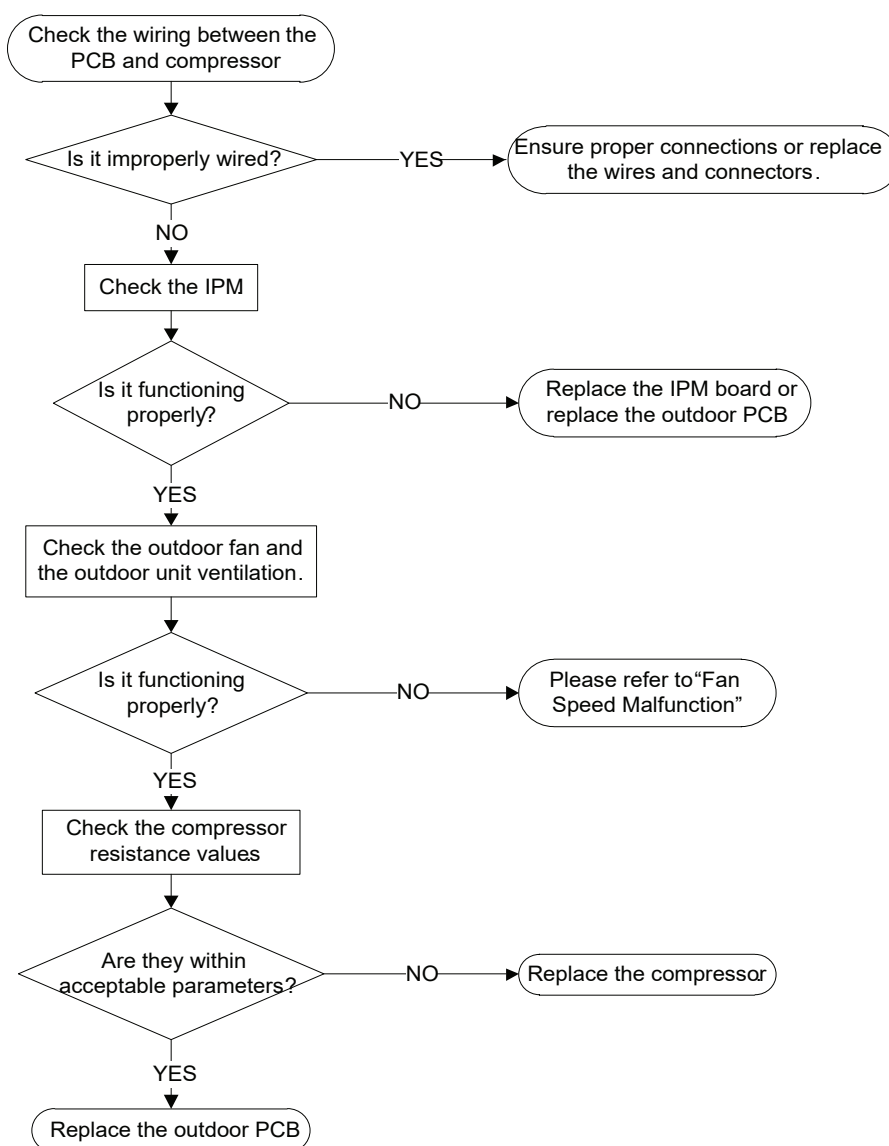 Check the wiring between the
PCB and compressor
Is it improperly wired?
YES
Ensure proper connections or replace
the wires and connectors.
NO
Check the IPM
Is it functioning
properly?
NO
Replace the IPM board or
replace the outdoor PCB
YES
Check the outdoor fan and
the outdoor unit ventilation.
Is it functioning
properly?
NO
Please refer to “Fan
Speed Malfunction”
YES
Check the compressor
resistance values.
Are they within
acceptable parameters?
NO
Replace the compressor.
YES
Replace the outdoor PCB